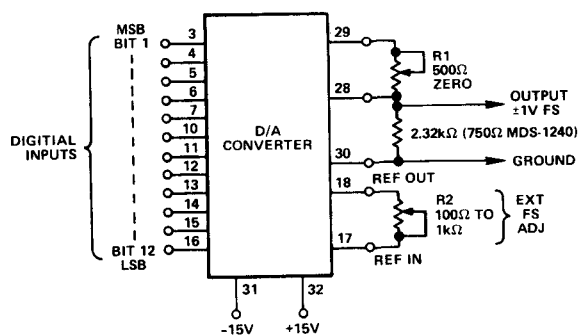 MSB
BIT 1
3
4
5
6
7
10
11
12
13
14
15
16
BIT 12
LSB
DIGITIAL
INPUTS
D/A
CONVERTER
29
28
30
18
17
31
32
-15V
+15V
R1
500Ω
ZERO
OUTPUT
±1V FS
2.32kΩ (750Ω MDS-1240)
GROUND
REF OUT
R2
100Ω TO
1kΩ
EXT
FS
ADJ
REF IN